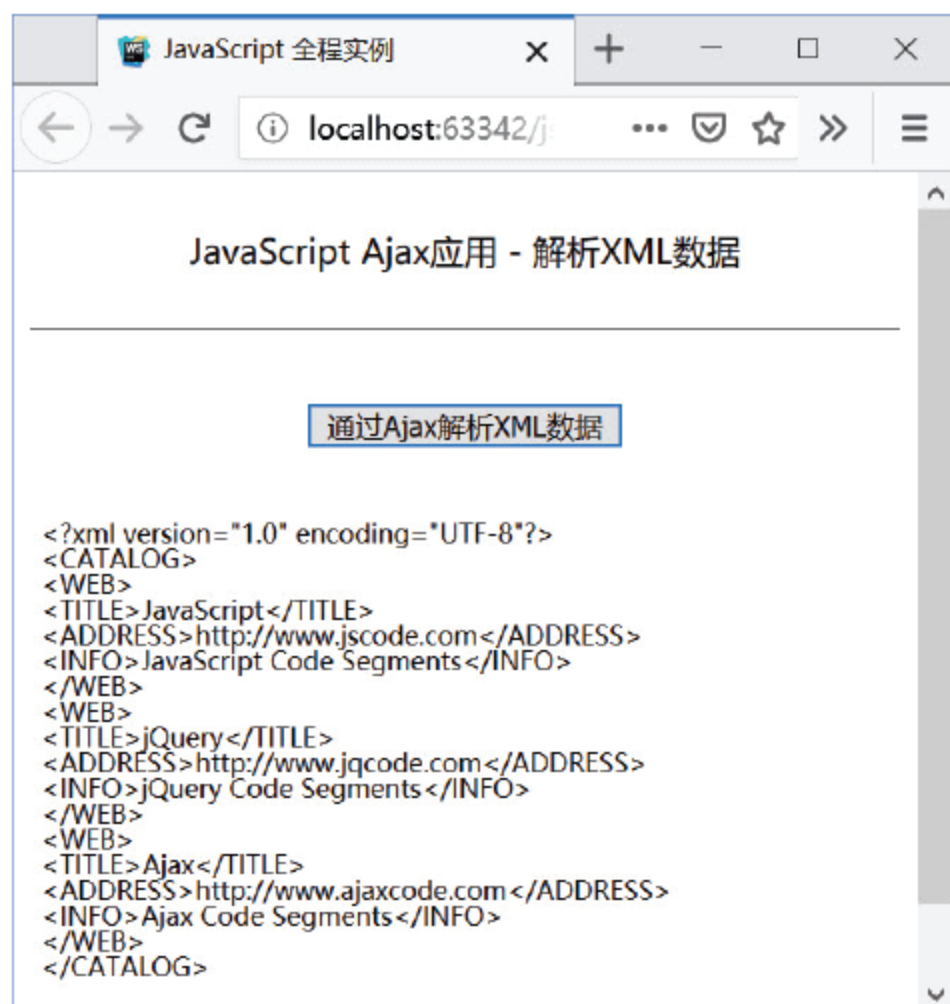 JavaScript 全程实例
localhost:63342/j
JavaScript Ajax应用 - 解析XML数据
通过Ajax解析XML数据
<?xml version="1.0" encoding="UTF-8"?>
<CATALOG>
<WEB>
<TITLE>JavaScript</TITLE>
<ADDRESS>http://www.jscode.com</ADDRESS>
<INFO>JavaScript Code Segments</INFO>
</WEB>
<WEB>
<TITLE>jQuery</TITLE>
<ADDRESS>http://www.jqcode.com</ADDRESS>
<INFO>jQuery Code Segments</INFO>
</WEB>
<WEB>
<TITLE>Ajax</TITLE>
<ADDRESS>http://www.ajaxcode.com</ADDRESS>
<INFO>Ajax Code Segments</INFO>
</WEB>
</CATALOG>